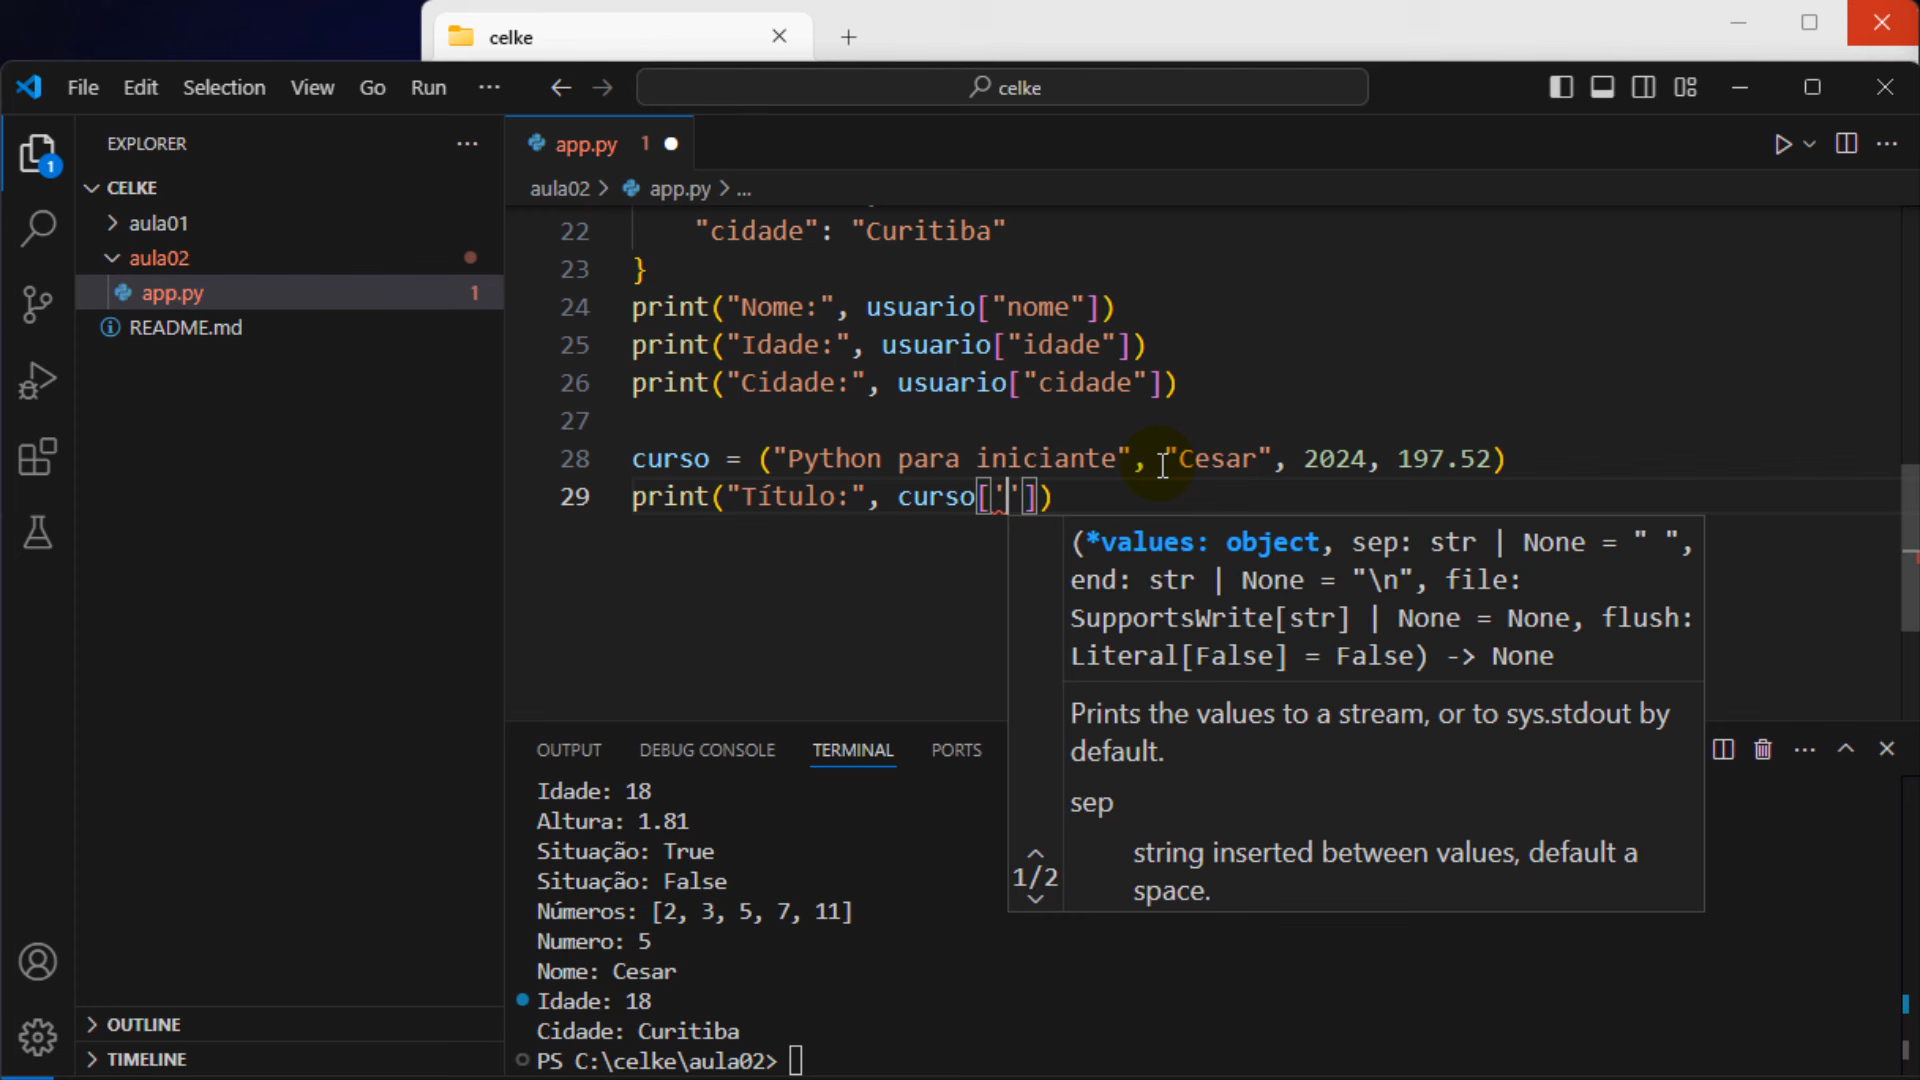 celke
File Edit Selection View Go Run ··· celke
EXPLORER ···
app.py 1
CELKE
aula02 > app.py > ...
aula01
aula02
app.py 1
README.md
22 "cidade": "Curitiba"
23 }
24 print("Nome:", usuario["nome"])
25 print("Idade:", usuario["idade"])
26 print("Cidade:", usuario["cidade"])
27
28 curso = ("Python para iniciante", "Cesar", 2024, 197.52)
29 print("Título:", curso[''])
(*values: object, sep: str | None = " ",
end: str | None = "\n", file:
SupportsWrite[str] | None = None, flush:
Literal[False] = False) -> None
Prints the values to a stream, or to sys.stdout by
default.
sep
string inserted between values, default a
space.
1/2
OUTPUT DEBUG CONSOLE TERMINAL PORTS
Idade: 18
Altura: 1.81
Situação: True
Situação: False
Números: [2, 3, 5, 7, 11]
Numero: 5
Nome: Cesar
Idade: 18
Cidade: Curitiba
PS C:\celke\aula02>
OUTLINE
TIMELINE
1